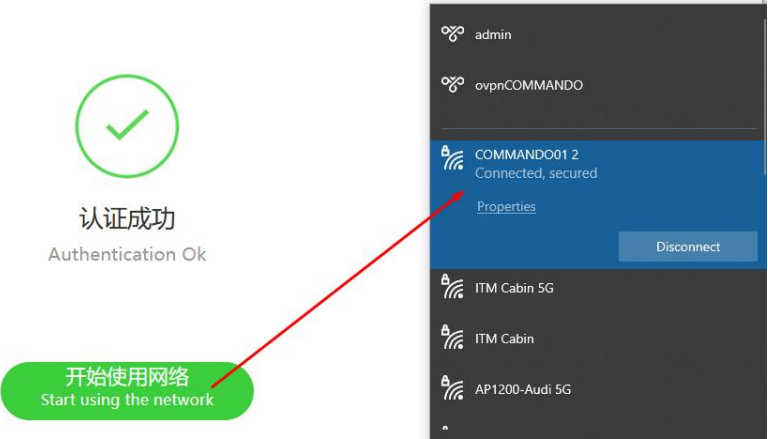 认证成功
Authentication Ok
开始使用网络
Start using the network
admin
ovpnCOMMANDO
COMMANDO01 2
Connected, secured
Properties
Disconnect
ITM Cabin 5G
ITM Cabin
AP1200-Audi 5G